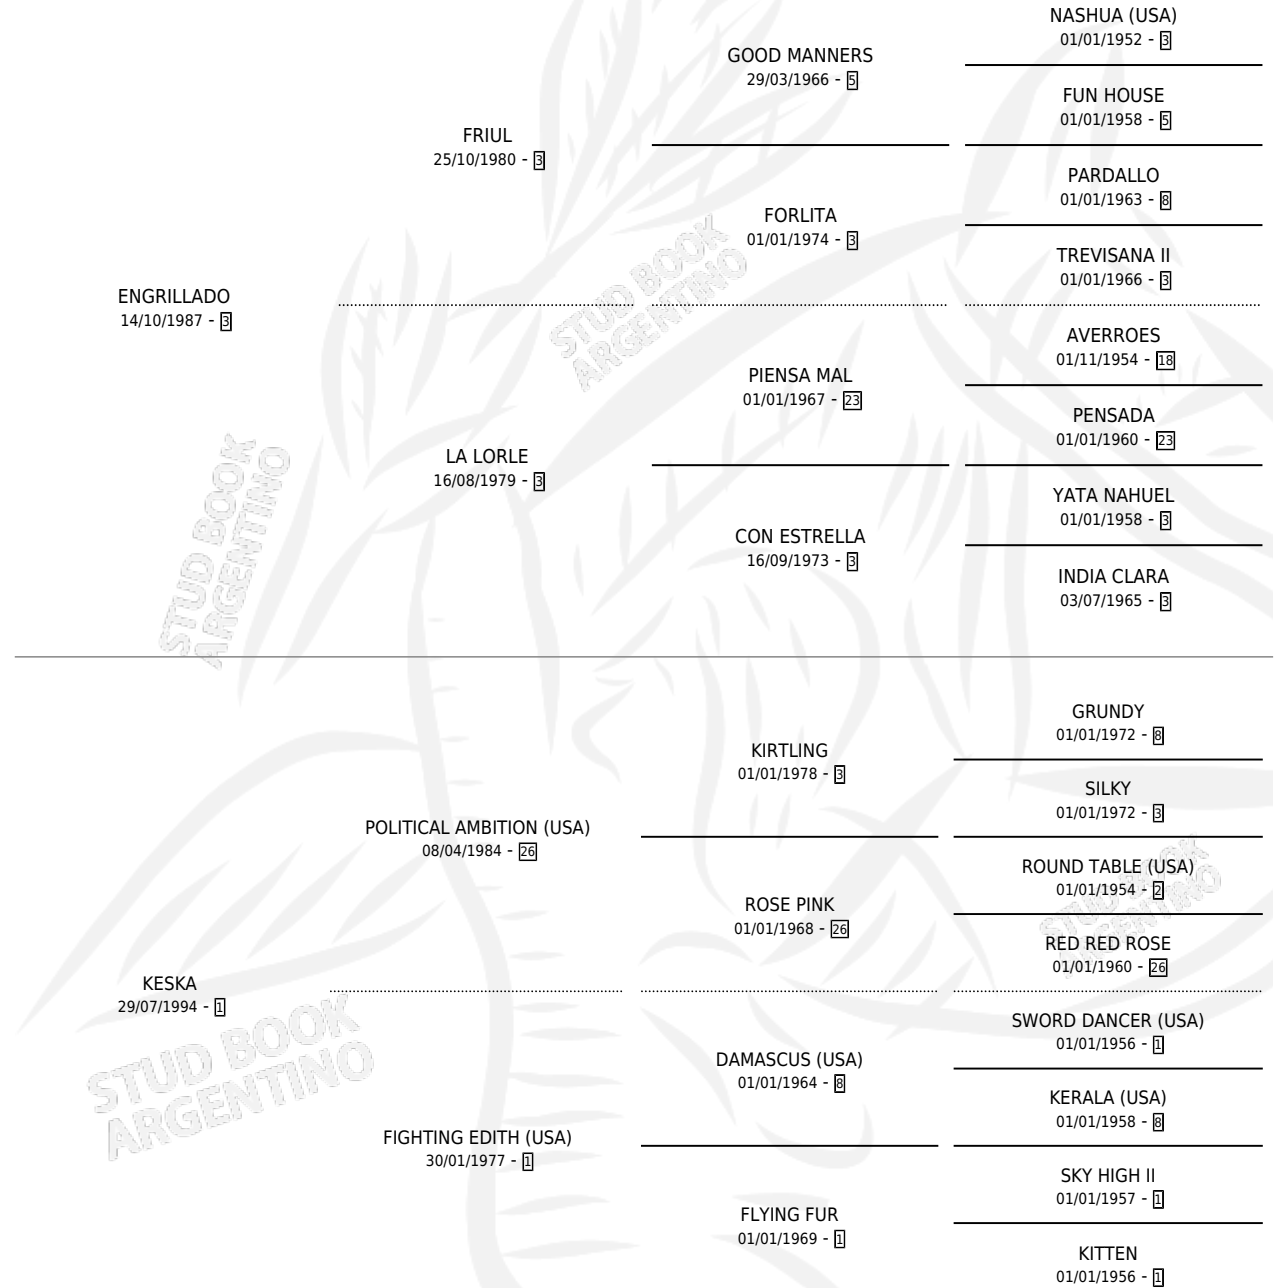 NASHUA (USA)
01/01/1952 - 3
GOOD MANNERS
29/03/1966 - 5
FUN HOUSE
01/01/1958 - 5
FRIUL
25/10/1980 - 3
PARDALLO
01/01/1963 - 8
FORLITA
01/01/1974 - 3
TREVISANA II
01/01/1966 - 3
ENGRILLADO
14/10/1987 - 3
AVERROES
01/11/1954 - 18
PIENSA MAL
01/01/1967 - 23
PENSADA
01/01/1960 - 23
LA LORLE
16/08/1979 - 3
YATA NAHUEL
01/01/1958 - 3
CON ESTRELLA
16/09/1973 - 3
INDIA CLARA
03/07/1965 - 3
GRUNDY
01/01/1972 - 8
KIRTLING
01/01/1978 - 3
SILKY
01/01/1972 - 3
POLITICAL AMBITION (USA)
08/04/1984 - 26
ROUND TABLE (USA)
01/01/1954 - 2
ROSE PINK
01/01/1968 - 26
RED RED ROSE
01/01/1960 - 26
KESKA
29/07/1994 - 1
SWORD DANCER (USA)
01/01/1956 - 1
DAMASCUS (USA)
01/01/1964 - 8
KERALA (USA)
01/01/1958 - 8
FIGHTING EDITH (USA)
30/01/1977 - 1
SKY HIGH II
01/01/1957 - 1
FLYING FUR
01/01/1969 - 1
KITTEN
01/01/1956 - 1
STUD BOOK
ARGENTINO
STUD BOOK
ARGENTINO
STUD BOOK
ARGENTINO
STUD BOOK
ARGENTINO